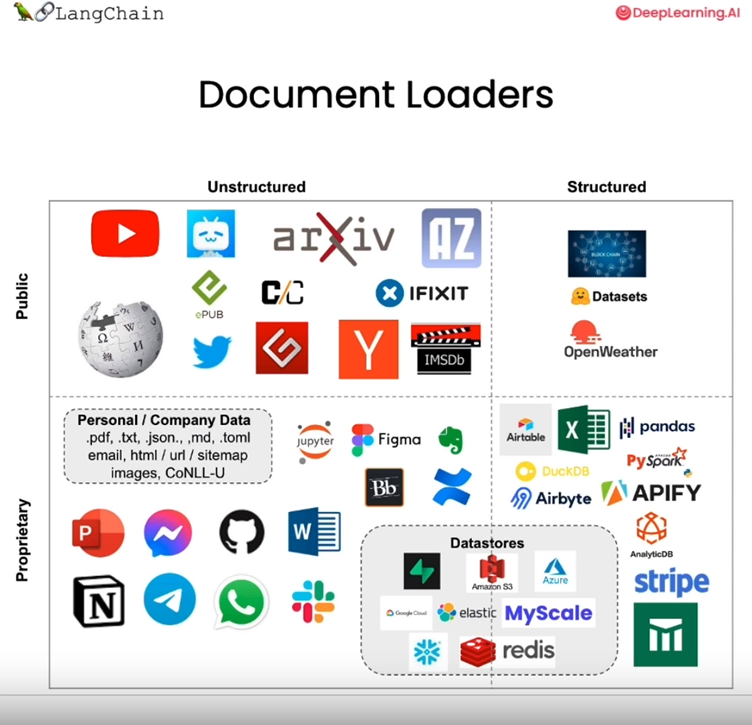 LangChain
DeepLearning.AI
Document Loaders
Unstructured
Structured
Public
arXiv
AZ
BLOCK CHAIN
ePUB
C/C
IFIXIT
Datasets
Ω
W
И
維
Y
IMSDb
OpenWeather
Personal / Company Data
.pdf, .txt, .json., ,md, .toml
email, html / url / sitemap
images, CoNLL-U
Proprietary
jupyter
Figma
Airtable
X
pandas
Bb
DuckDB
APACHE
PySpark
Airbyte
APIFY
P
W
Datastores
AnalyticDB
Amazon S3
Azure
stripe
N
Google Cloud
elastic
MyScale
redis